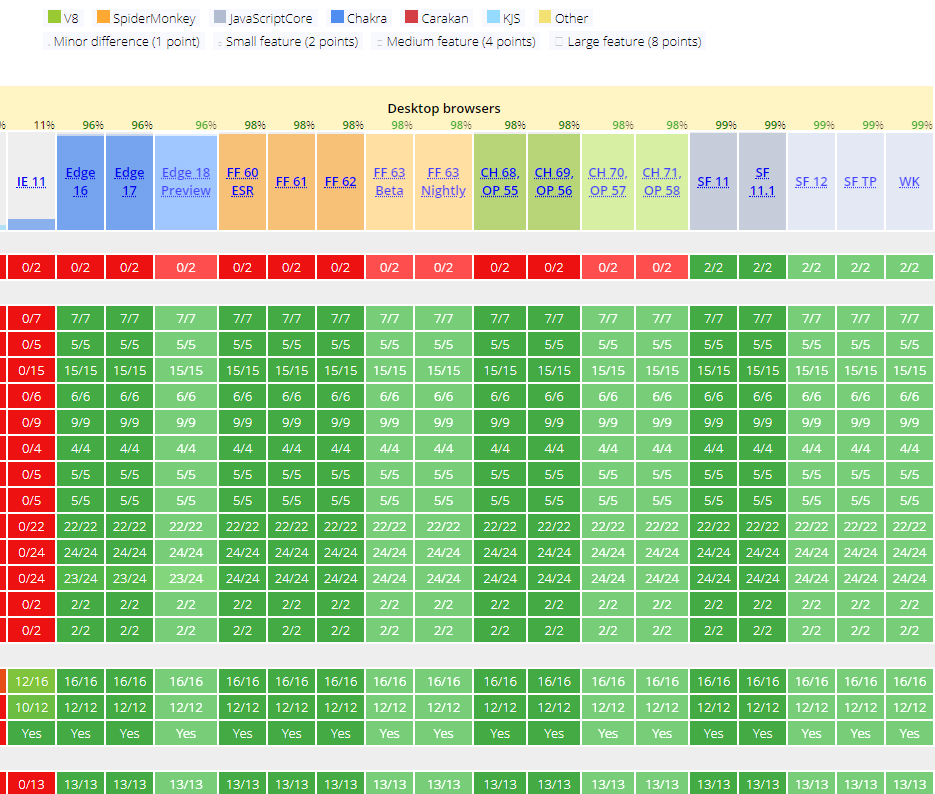 V8 SpiderMonkey JavaScriptCore Chakra Carakan KJS Other
Minor difference (1 point) Small feature (2 points) Medium feature (4 points) Large feature (8 points)
Desktop browsers
% 11% 96% 96% 96% 98% 98% 98% 98% 98% 98% 98% 98% 98% 99% 99% 99% 99% 99%
IE 11
Edge 16
Edge 17
Edge 18 Preview
FF 60 ESR
FF 61
FF 62
FF 63 Beta
FF 63 Nightly
CH 68, OP 55
CH 69, OP 56
CH 70, OP 57
CH 71, OP 58
SF 11
SF 11.1
SF 12
SF TP
WK
0/2 0/2 0/2 0/2 0/2 0/2 0/2 0/2 0/2 0/2 0/2 0/2 0/2 2/2 2/2 2/2 2/2 2/2
0/7 7/7 7/7 7/7 7/7 7/7 7/7 7/7 7/7 7/7 7/7 7/7 7/7 7/7 7/7 7/7 7/7 7/7
0/5 5/5 5/5 5/5 5/5 5/5 5/5 5/5 5/5 5/5 5/5 5/5 5/5 5/5 5/5 5/5 5/5 5/5
0/15 15/15 15/15 15/15 15/15 15/15 15/15 15/15 15/15 15/15 15/15 15/15 15/15 15/15 15/15 15/15 15/15 15/15
0/6 6/6 6/6 6/6 6/6 6/6 6/6 6/6 6/6 6/6 6/6 6/6 6/6 6/6 6/6 6/6 6/6 6/6
0/9 9/9 9/9 9/9 9/9 9/9 9/9 9/9 9/9 9/9 9/9 9/9 9/9 9/9 9/9 9/9 9/9 9/9
0/4 4/4 4/4 4/4 4/4 4/4 4/4 4/4 4/4 4/4 4/4 4/4 4/4 4/4 4/4 4/4 4/4 4/4
0/5 5/5 5/5 5/5 5/5 5/5 5/5 5/5 5/5 5/5 5/5 5/5 5/5 5/5 5/5 5/5 5/5 5/5
0/5 5/5 5/5 5/5 5/5 5/5 5/5 5/5 5/5 5/5 5/5 5/5 5/5 5/5 5/5 5/5 5/5 5/5
0/22 22/22 22/22 22/22 22/22 22/22 22/22 22/22 22/22 22/22 22/22 22/22 22/22 22/22 22/22 22/22 22/22 22/22
0/24 24/24 24/24 24/24 24/24 24/24 24/24 24/24 24/24 24/24 24/24 24/24 24/24 24/24 24/24 24/24 24/24 24/24
0/24 23/24 23/24 23/24 24/24 24/24 24/24 24/24 24/24 24/24 24/24 24/24 24/24 24/24 24/24 24/24 24/24 24/24
0/2 2/2 2/2 2/2 2/2 2/2 2/2 2/2 2/2 2/2 2/2 2/2 2/2 2/2 2/2 2/2 2/2 2/2
0/2 2/2 2/2 2/2 2/2 2/2 2/2 2/2 2/2 2/2 2/2 2/2 2/2 2/2 2/2 2/2 2/2 2/2
12/16 16/16 16/16 16/16 16/16 16/16 16/16 16/16 16/16 16/16 16/16 16/16 16/16 16/16 16/16 16/16 16/16 16/16
10/12 12/12 12/12 12/12 12/12 12/12 12/12 12/12 12/12 12/12 12/12 12/12 12/12 12/12 12/12 12/12 12/12 12/12
Yes Yes Yes Yes Yes Yes Yes Yes Yes Yes Yes Yes Yes Yes Yes Yes Yes Yes
0/13 13/13 13/13 13/13 13/13 13/13 13/13 13/13 13/13 13/13 13/13 13/13 13/13 13/13 13/13 13/13 13/13 13/13